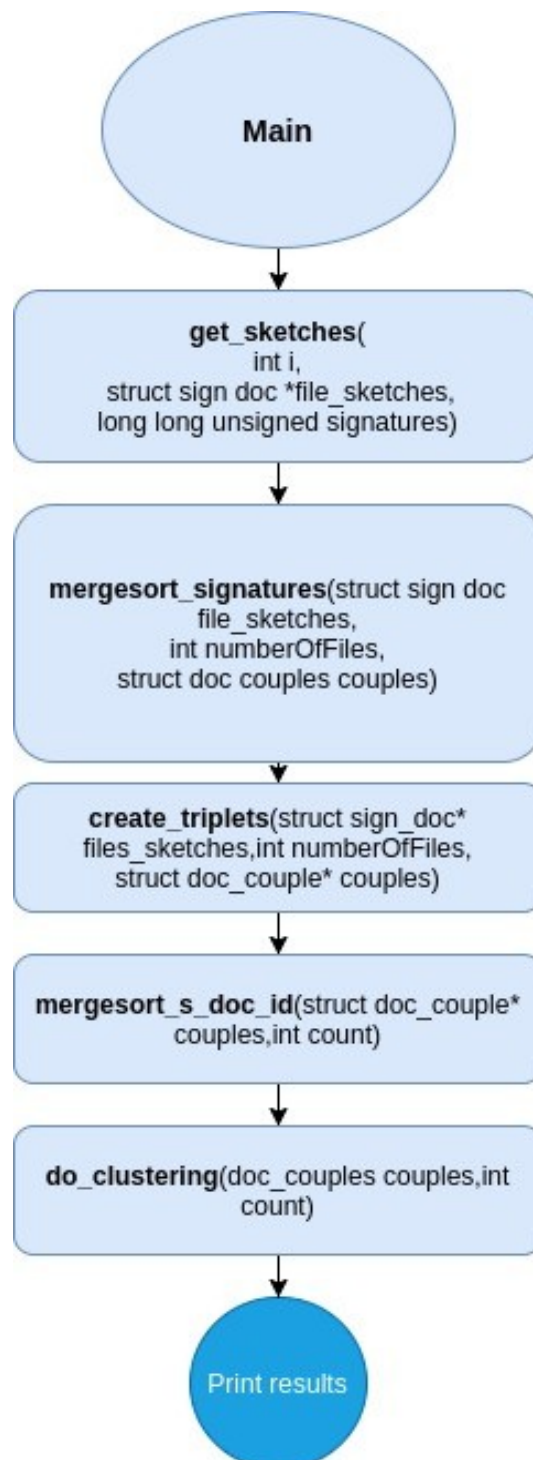 Main
get_sketches(
int i,
struct sign doc *file_sketches,
long long unsigned signatures)
mergesort_signatures(struct sign doc
file_sketches,
int numberOfFiles,
struct doc couples couples)
create_triplets(struct sign_doc*
files_sketches,int numberOfFiles,
struct doc_couple* couples)
mergesort_s_doc_id(struct doc_couple*
couples,int count)
do_clustering(doc_couples couples,int
count)
Print results